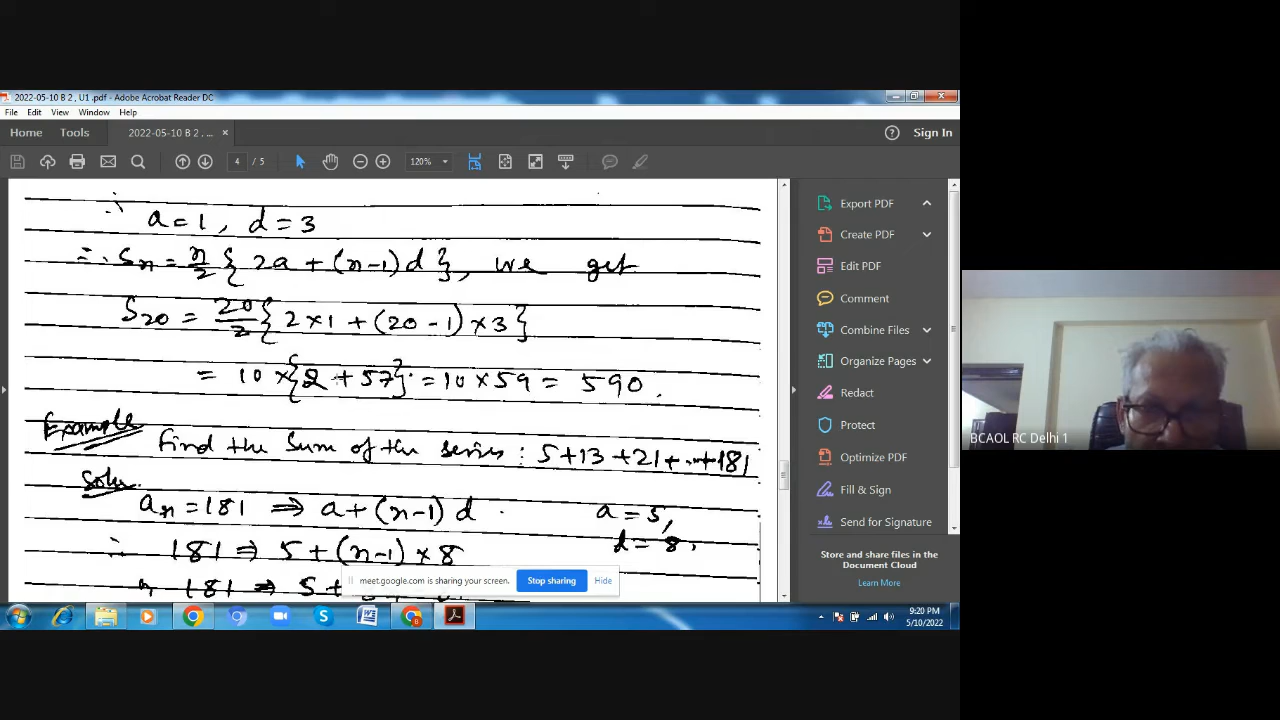 2022-05-10 B 2 , U1 .pdf - Adobe Acrobat Reader DC
File Edit View Window Help
Home Tools 2022-05-10 B 2 , ... × Sign In
4 / 5 120%
∴ a = 1 , d = 3
∴ Sn = n/2 { 2a + (n-1) d } , we get
S20 = 20/2 { 2 × 1 + (20 - 1) × 3 }
= 10 × { 2 + 57 } = 10 × 59 = 590 .
Example Find the Sum of the series : 5 + 13 + 21 + ... + 181
Soln.
an = 181 ⇒ a + (n-1) d . a = 5,
∴ 181 ⇒ 5 + (n-1) × 8 d = 8 .
181 ⇒ 5 +
Export PDF
Create PDF
Edit PDF
Comment
Combine Files
Organize Pages
Redact
Protect
Optimize PDF
Fill & Sign
Send for Signature
Store and share files in the
Document Cloud
Learn More
meet.google.com is sharing your screen. Stop sharing Hide
9:20 PM
5/10/2022
BCAOL RC Delhi 1